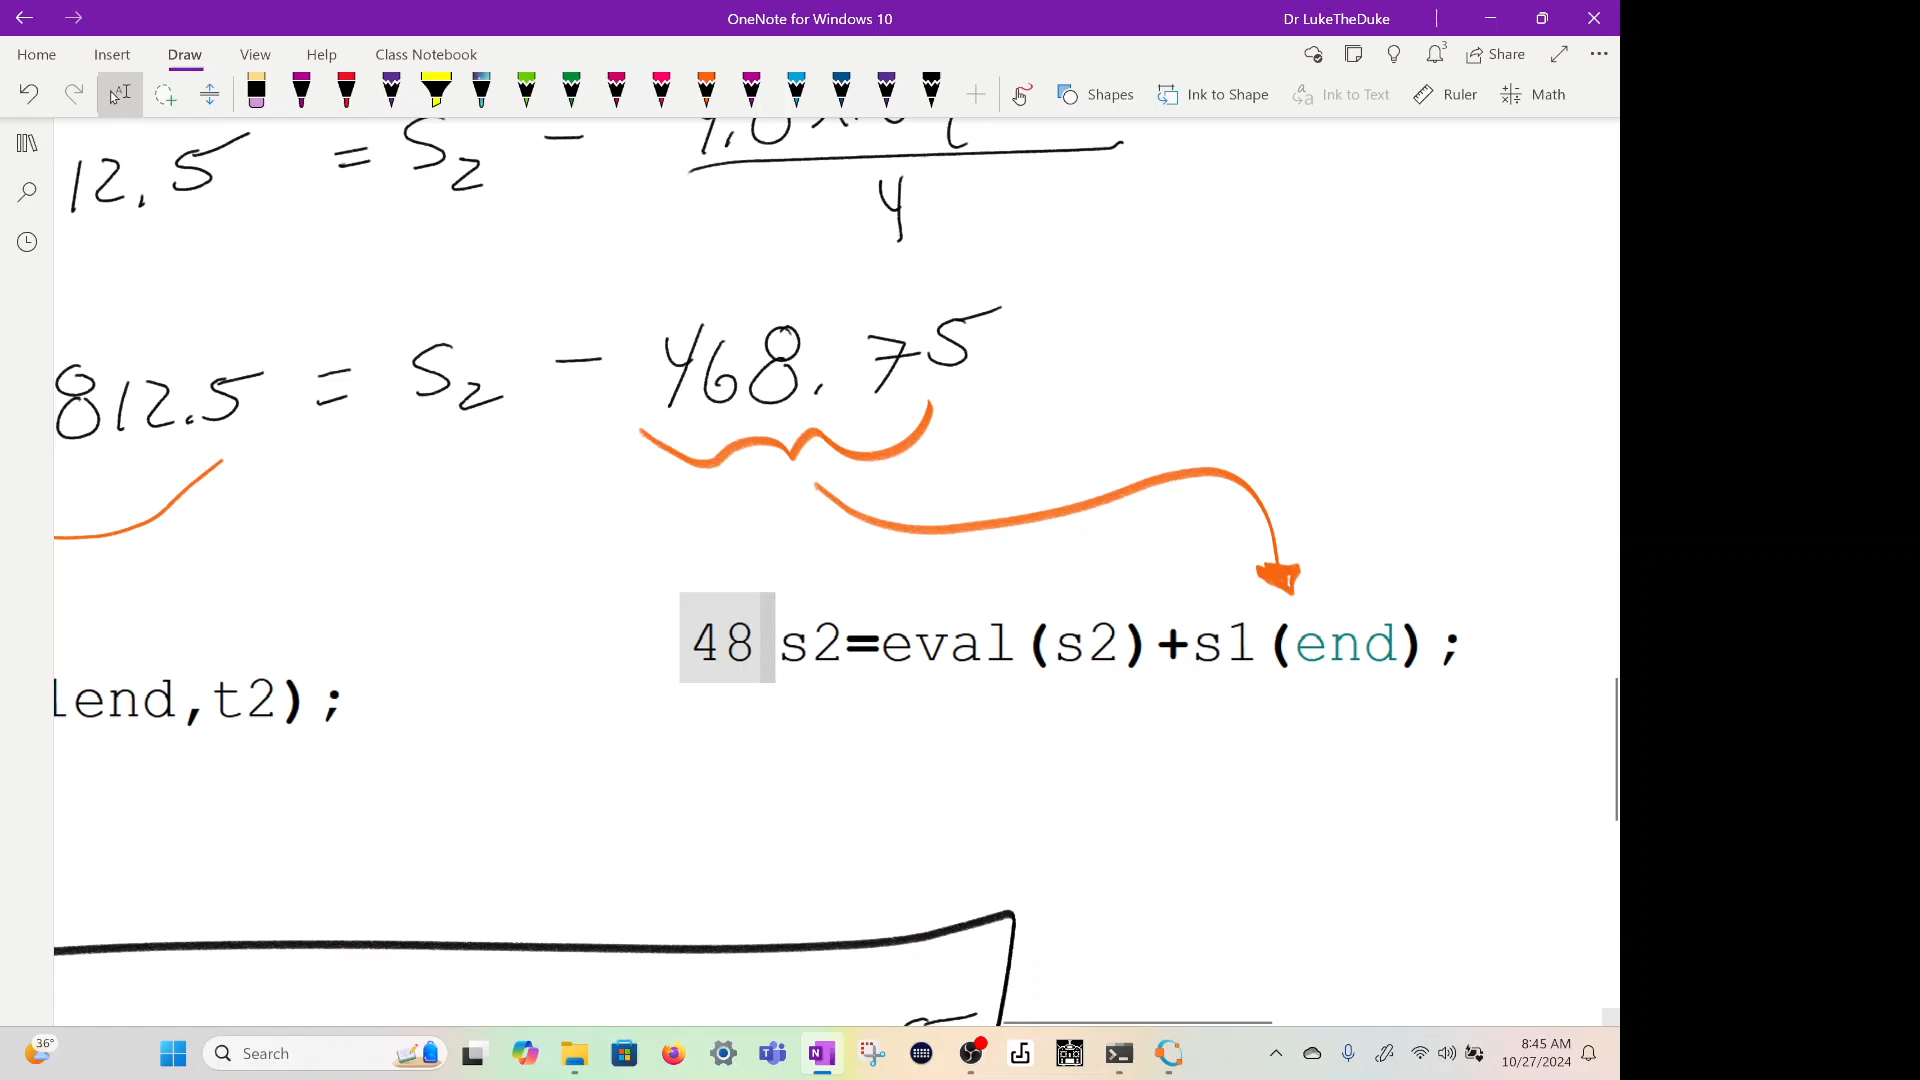 OneNote for Windows 10
Dr LukeTheDuke
Home Insert Draw View Help Class Notebook
3 Share
Shapes Ink to Shape Ink to Text Ruler Math
12.5 = S2 -
4
812.5 = S2 - 468.75
48 s2=eval(s2)+s1(end);
lend,t2);
36°
Search
8:45 AM
10/27/2024